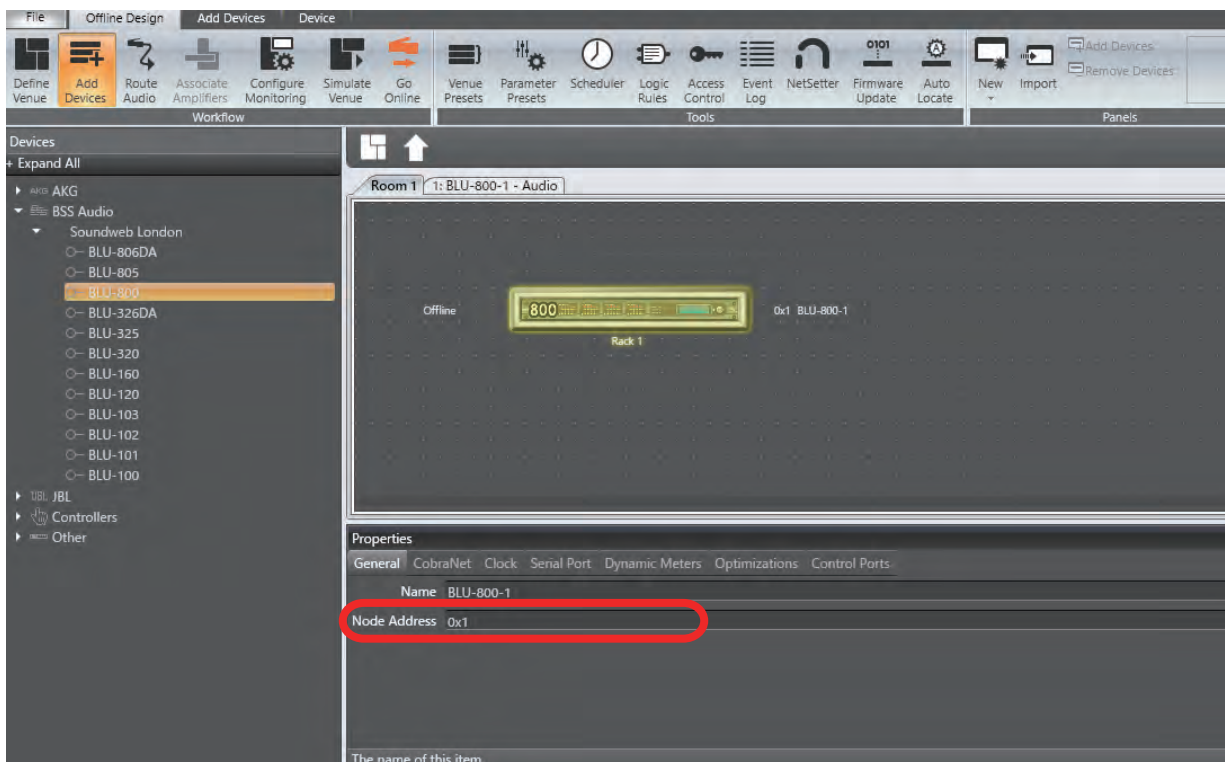 File Offline Design Add Devices Device
Define Venue
Add Devices
Route Audio
Associate Amplifiers
Configure Monitoring
Simulate Venue
Go Online
Venue Presets
Parameter Presets
Scheduler
Logic Rules
Access Control
Event Log
NetSetter
0101
Firmware Update
Auto Locate
New
Import
Add Devices
Remove Devices
Workflow Tools Panels
Devices
+ Expand All
AKG AKG
BSS Audio
Soundweb London
BLU-806DA
BLU-805
BLU-800
BLU-326DA
BLU-325
BLU-320
BLU-160
BLU-120
BLU-103
BLU-102
BLU-101
BLU-100
JBL JBL
Controllers
Other
Room 1 1: BLU-800-1 - Audio
Offline 800 0x1 BLU-800-1
Rack 1
Properties
General CobraNet Clock Serial Port Dynamic Meters Optimizations Control Ports
Name BLU-800-1
Node Address 0x1
The name of this item